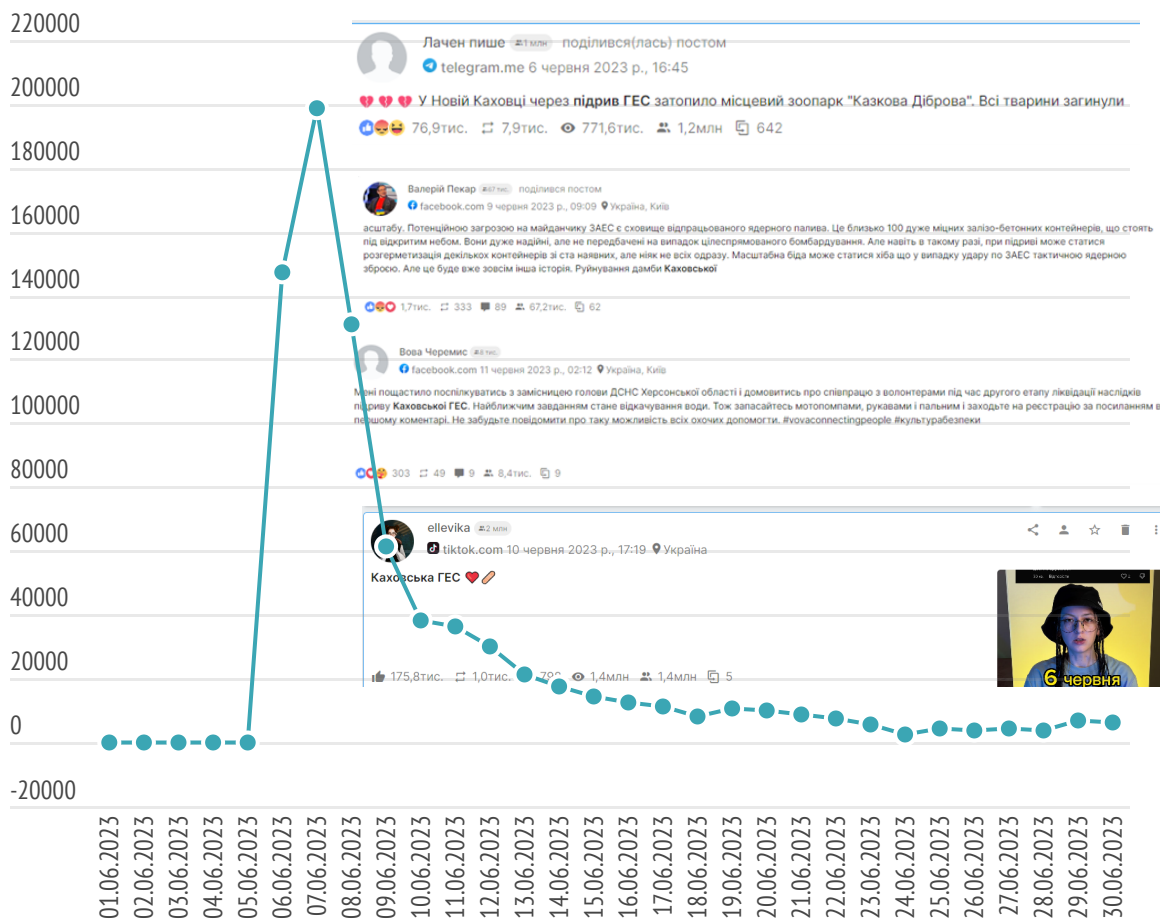 220000
200000
180000
160000
140000
120000
100000
80000
60000
40000
20000
0
-20000
Лачен пише 1 млн поділився(лась) постом
telegram.me 6 червня 2023 р., 16:45
У Новій Каховці через підрив ГЕС затопило місцевий зоопарк "Казкова Діброва". Всі тварини загинули
76,9тис. 7,9тис. 771,6тис. 1,2млн 642
Валерій Пекар 67 тис. поділився постом
facebook.com 9 червня 2023 р., 09:09 Україна, Київ
асштабу. Потенційною загрозою на майданчику ЗАЕС є сховище відпрацьованого ядерного палива. Це близько 100 дуже міцних залізо-бетонних контейнерів, що стоять
під відкритим небом. Вони дуже надійні, але не передбачені на випадок цілеспрямованого бомбардування. Але навіть в такому разі, при підриві може статися
розгерметизація декількох контейнерів зі ста наявних, але ніяк не всіх одразу. Масштабна біда може статися хіба що у випадку удару по ЗАЕС тактичною ядерною
зброєю. Але це буде вже зовсім інша історія. Руйнування дамби Каховської
1,7тис. 333 89 67,2тис. 62
Вова Черемис 8 тис.
facebook.com 11 червня 2023 р., 02:12 Україна, Київ
Мені пощастило поспілкуватись з замісницею голови ДСНС Херсонської області і домовитись про співпрацю з волонтерами під час другого етапу ліквідації наслідків
підриву Каховської ГЕС. Найближчим завданням стане відкачування води. Тож запасайтесь мотопомпами, рукавами і пальним і заходьте на реєстрацію за посиланням в
першому коментарі. Не забудьте повідомити про таку можливість всіх охочих допомогти. #vovaconnectingpeople #культурабезпеки
303 49 9 8,4тис. 9
ellevika 2 млн
tiktok.com 10 червня 2023 р., 17:19 Україна
Каховська ГЕС
175,8тис. 1,0тис. 1,4млн 1,4млн 5
6 червня
01.06.2023
02.06.2023
03.06.2023
04.06.2023
05.06.2023
06.06.2023
07.06.2023
08.06.2023
09.06.2023
10.06.2023
11.06.2023
12.06.2023
13.06.2023
14.06.2023
15.06.2023
16.06.2023
17.06.2023
18.06.2023
19.06.2023
20.06.2023
21.06.2023
22.06.2023
23.06.2023
24.06.2023
25.06.2023
26.06.2023
27.06.2023
28.06.2023
29.06.2023
30.06.2023